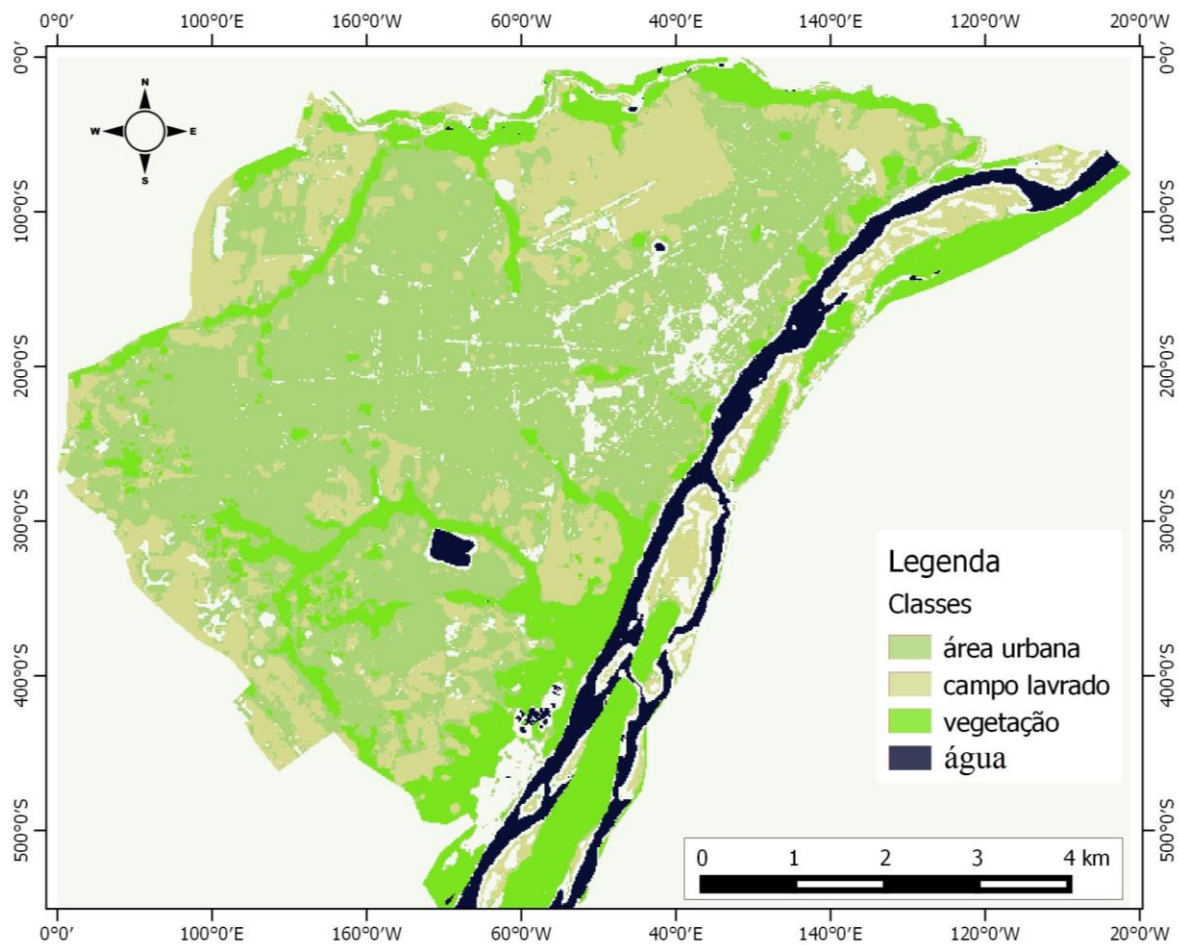 0°0' 100°0'E 160°0'W 60°0'W 40°0'E 140°0'E 120°0'W 20°0'W
0°0' 0°0'
N
W E
S
100°0'S 100°0'S
200°0'S 200°0'S
300°0'S 300°0'S
Legenda
Classes
área urbana
campo lavrado
vegetação
água
400°0'S 400°0'S
500°0'S 500°0'S
0 1 2 3 4 km
0°0' 100°0'E 160°0'W 60°0'W 40°0'E 140°0'E 120°0'W 20°0'W